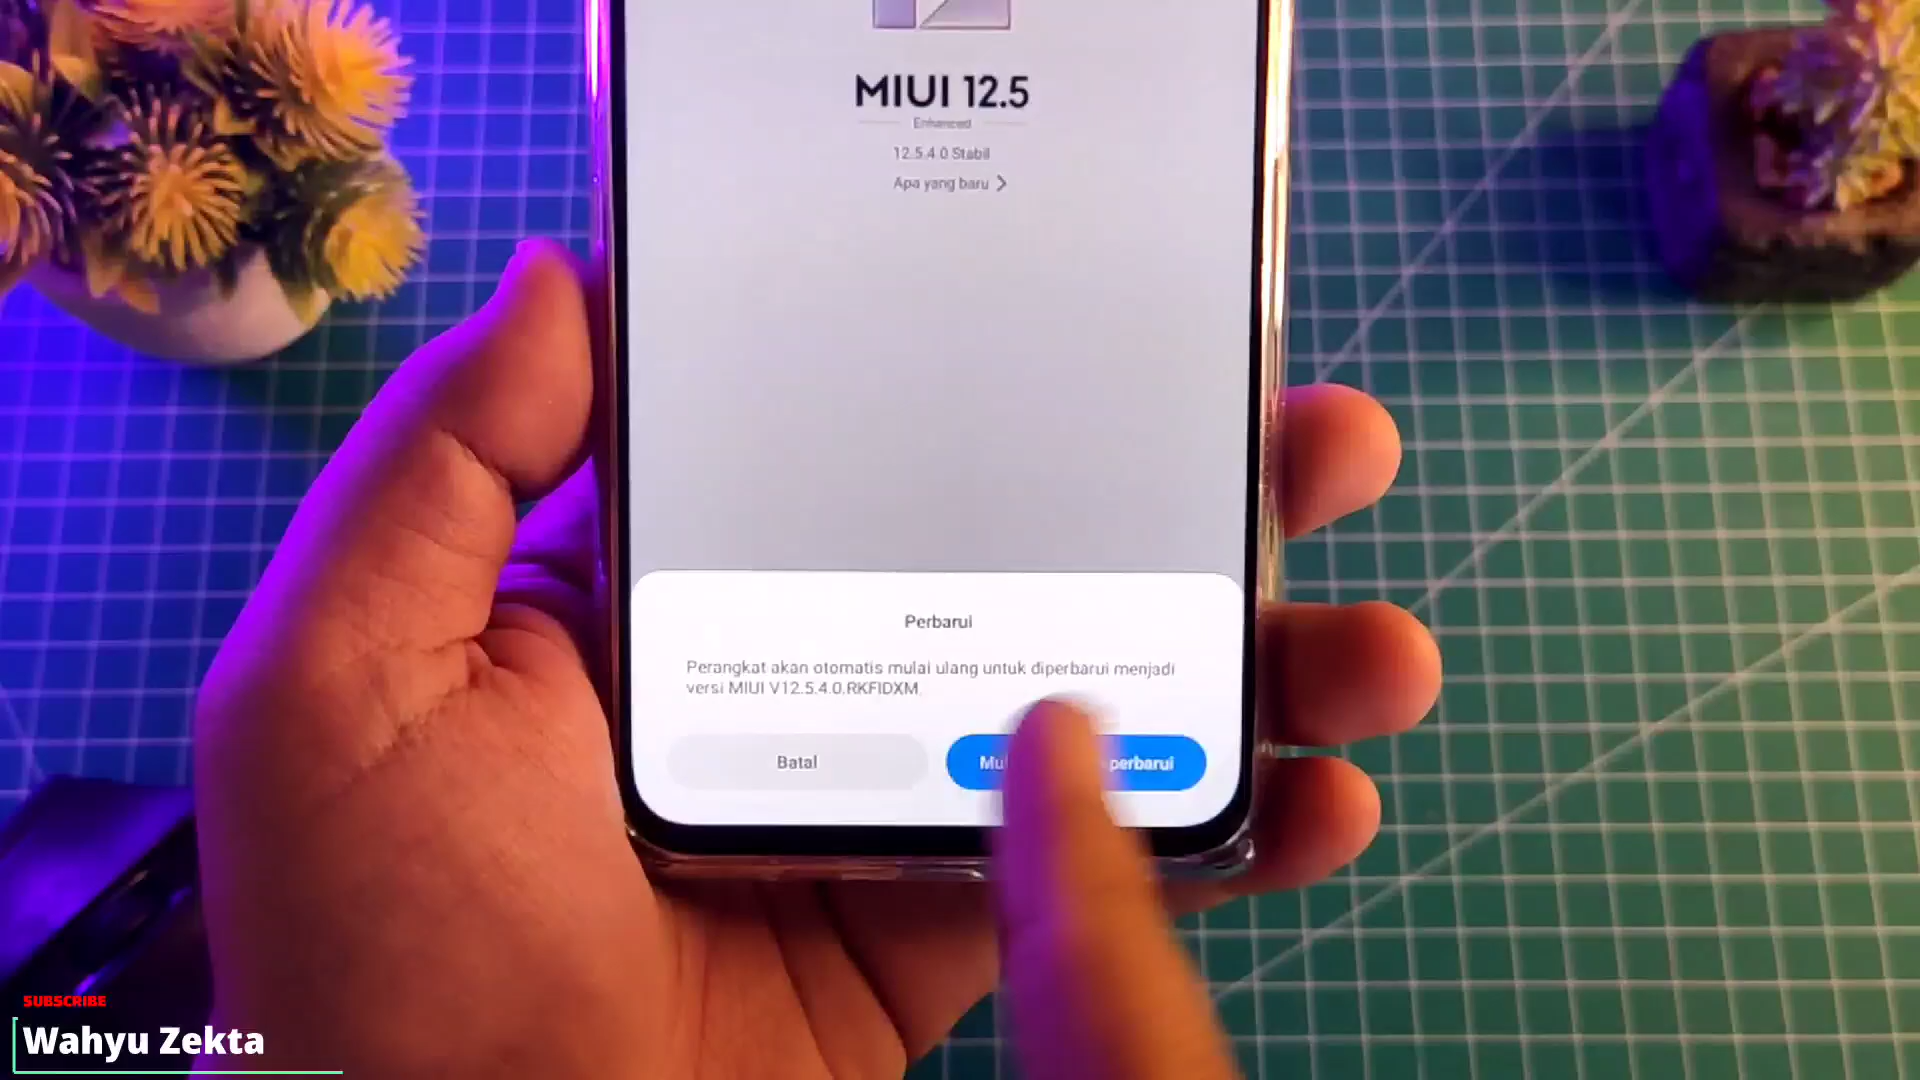 MIUI 12.5
Enhanced
12.5.4.0 Stabil
Apa yang baru
Perbarui
Perangkat akan otomatis mulai ulang untuk diperbarui menjadi
versi MIUI V12.5.4.0.RKFIDXM.
Batal
perbarui
SUBSCRIBE
Wahyu Zekta